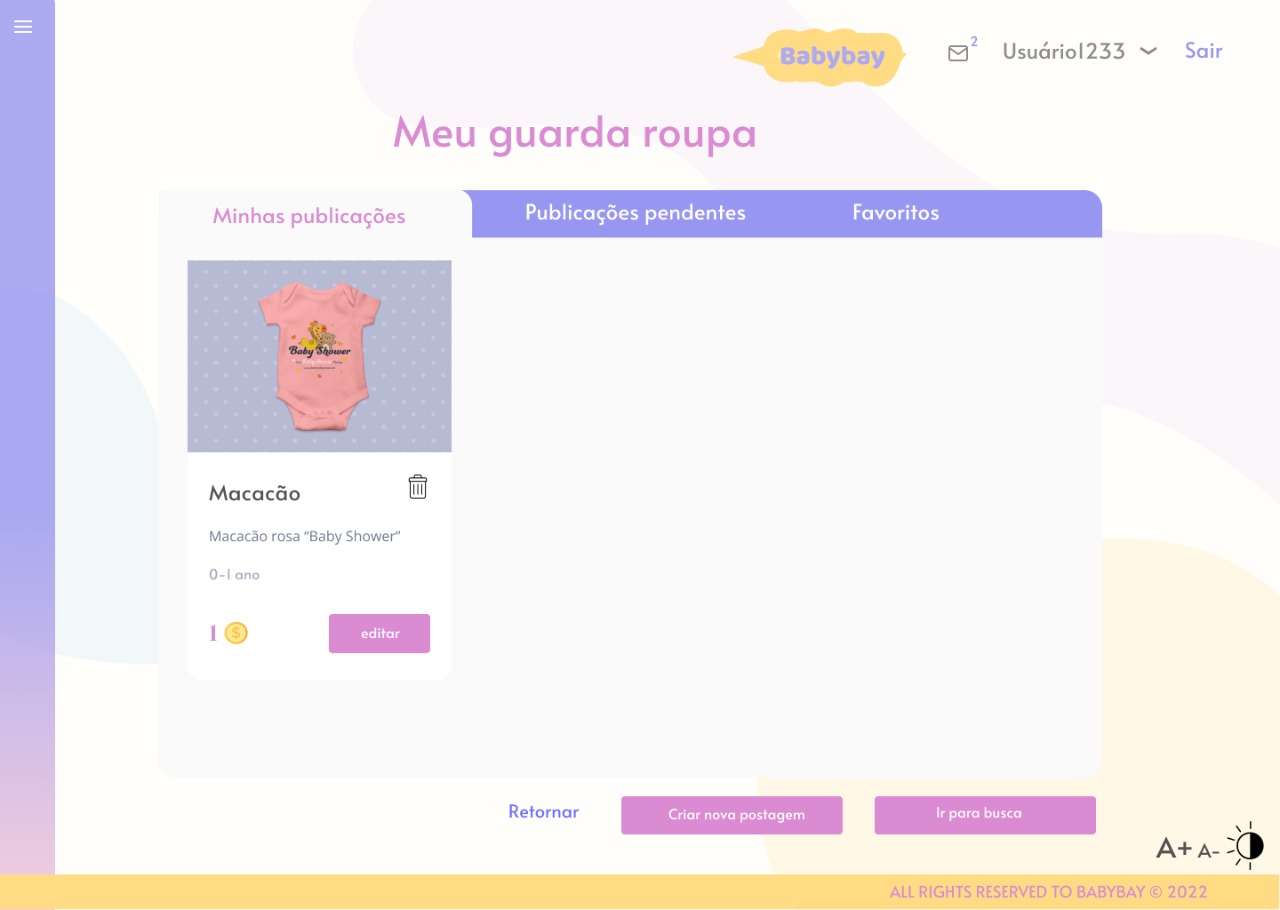 Babybay
2
Usuário1233
Sair
Meu guarda roupa
Minhas publicações
Publicações pendentes
Favoritos
Baby Shower
Macacão
Macacão rosa “Baby Shower”
0-1 ano
1
$
editar
Retornar
Criar nova postagem
Ir para busca
A+ A-
ALL RIGHTS RESERVED TO BABYBAY © 2022